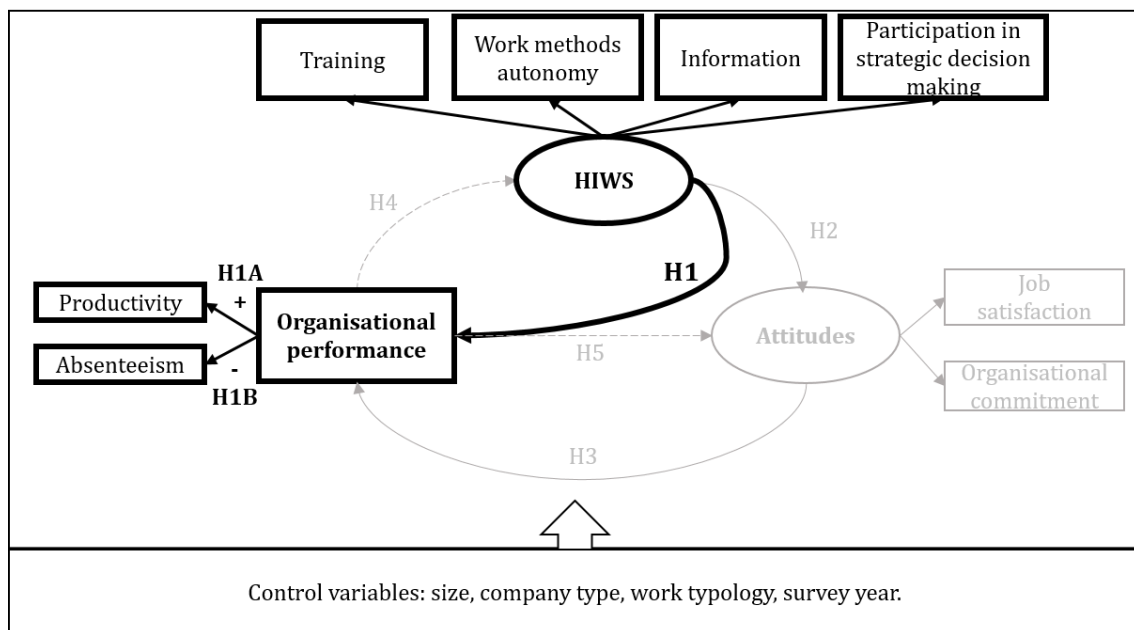 Training
Work methods
autonomy
Information
Participation in
strategic decision
making
HIWS
H4
H2
H1
H1A
+
Productivity
Absenteeism
-
H1B
Organisational
performance
H5
Attitudes
Job
satisfaction
Organisational
commitment
H3
Control variables: size, company type, work typology, survey year.